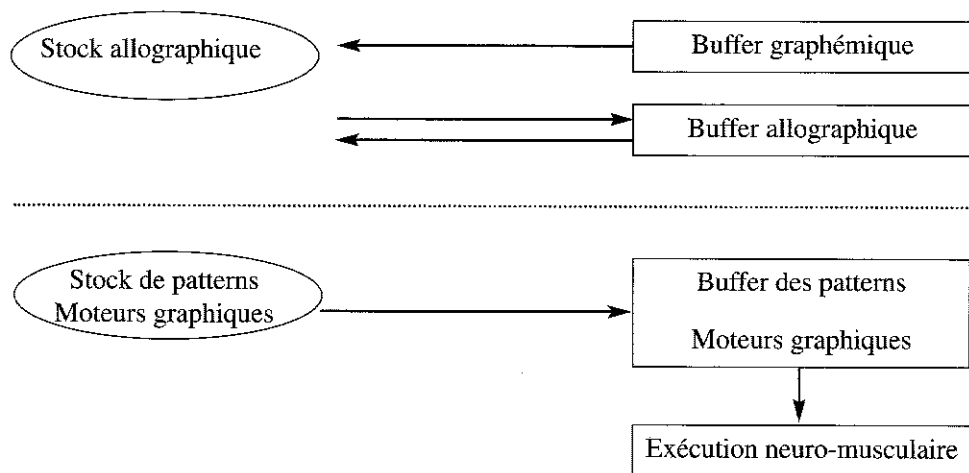 Stock allographique
Buffer graphémique
Buffer allographique
Stock de patterns
Moteurs graphiques
Buffer des patterns
Moteurs graphiques
Exécution neuro-musculaire